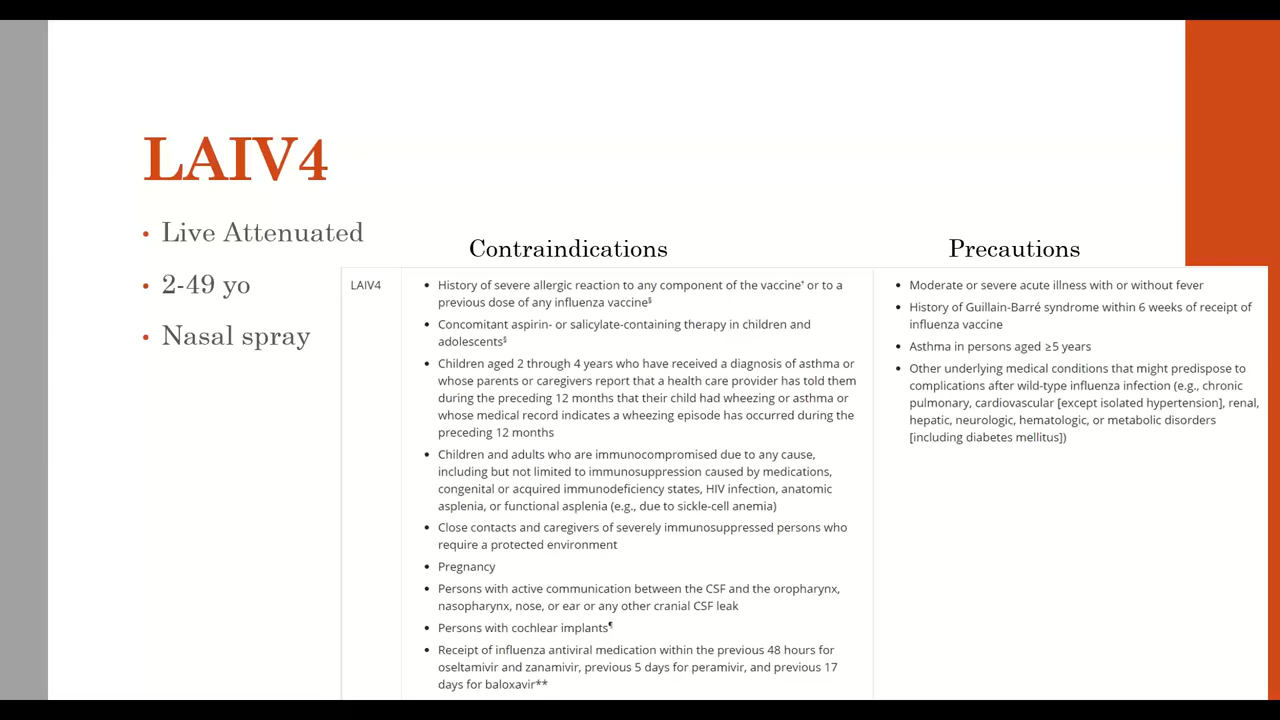 LAIV4
• Live Attenuated
• 2-49 yo
• Nasal spray
Contraindications
LAIV4
• History of severe allergic reaction to any component of the vaccine* or to a
previous dose of any influenza vaccine§
• Concomitant aspirin- or salicylate-containing therapy in children and
adolescents§
• Children aged 2 through 4 years who have received a diagnosis of asthma or
whose parents or caregivers report that a health care provider has told them
during the preceding 12 months that their child had wheezing or asthma or
whose medical record indicates a wheezing episode has occurred during the
preceding 12 months
• Children and adults who are immunocompromised due to any cause,
including but not limited to immunosuppression caused by medications,
congenital or acquired immunodeficiency states, HIV infection, anatomic
asplenia, or functional asplenia (e.g., due to sickle-cell anemia)
• Close contacts and caregivers of severely immunosuppressed persons who
require a protected environment
• Pregnancy
• Persons with active communication between the CSF and the oropharynx,
nasopharynx, nose, or ear or any other cranial CSF leak
• Persons with cochlear implants¶
• Receipt of influenza antiviral medication within the previous 48 hours for
oseltamivir and zanamivir, previous 5 days for peramivir, and previous 17
days for baloxavir**
Precautions
• Moderate or severe acute illness with or without fever
• History of Guillain-Barré syndrome within 6 weeks of receipt of
influenza vaccine
• Asthma in persons aged ≥5 years
• Other underlying medical conditions that might predispose to
complications after wild-type influenza infection (e.g., chronic
pulmonary, cardiovascular [except isolated hypertension], renal,
hepatic, neurologic, hematologic, or metabolic disorders
[including diabetes mellitus])